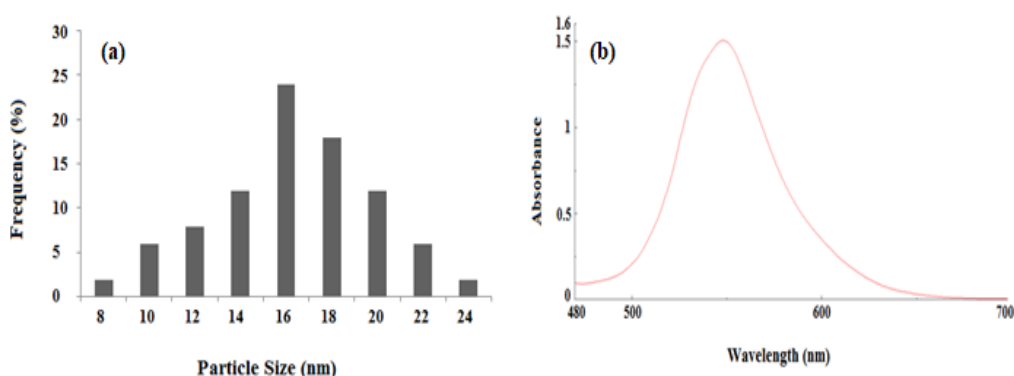 (a)
Frequency (%)
30
25
20
15
10
5
0
8 10 12 14 16 18 20 22 24
Particle Size (nm)
(b)
Absorbance
1.6
1.5
1
0.5
0
480 500 600 700
Wavelength (nm)